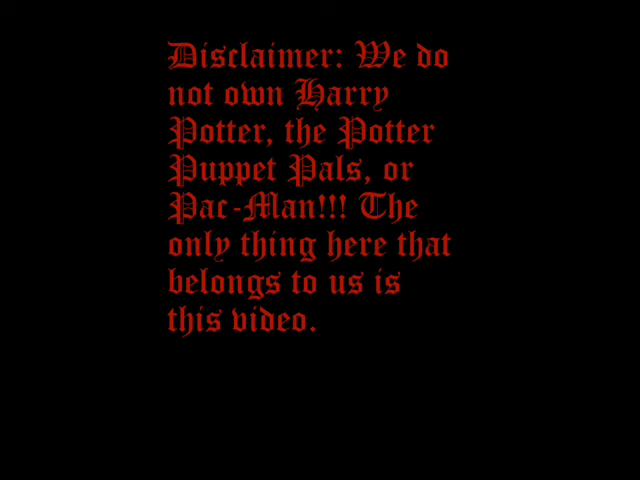 Disclaimer: We do
not own Harry
Potter, the Potter
Puppet Pals, or
Pac-Man!!! The
only thing here that
belongs to us is
this video.